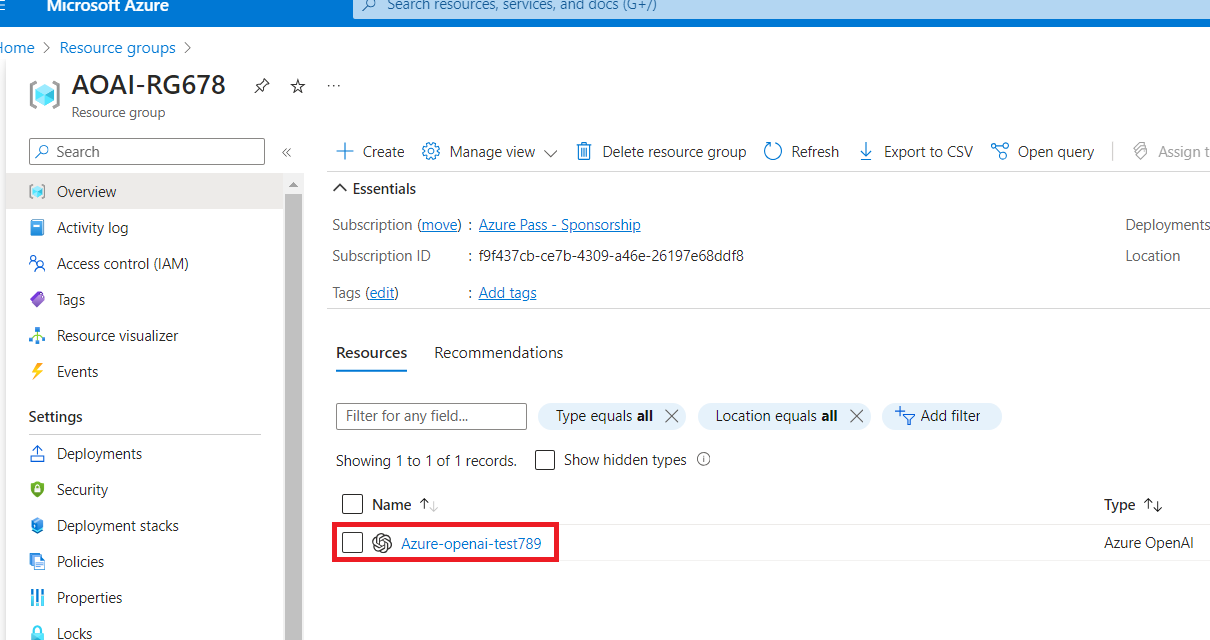 Microsoft Azure
Search resources, services, and docs (G+/)
Home > Resource groups >
AOAI-RG678
Resource group
Search
Create
Manage view
Delete resource group
Refresh
Export to CSV
Open query
Assign t
Overview
Activity log
Access control (IAM)
Tags
Resource visualizer
Events
Settings
Deployments
Security
Deployment stacks
Policies
Properties
Locks
Essentials
Subscription (move) : Azure Pass - Sponsorship
Deployments
Subscription ID : f9f437cb-ce7b-4309-a46e-26197e68ddf8
Location
Tags (edit) : Add tags
Resources Recommendations
Filter for any field...
Type equals all
Location equals all
Add filter
Showing 1 to 1 of 1 records.
Show hidden types
Name
Type
Azure-openai-test789
Azure OpenAI